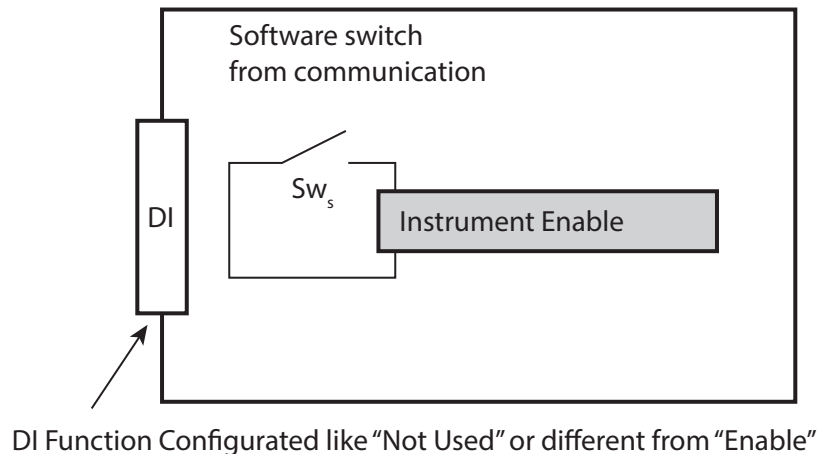 Software switch
from communication
Sws
DI
Instrument Enable
DI Function Configurated like “Not Used” or different from “Enable”